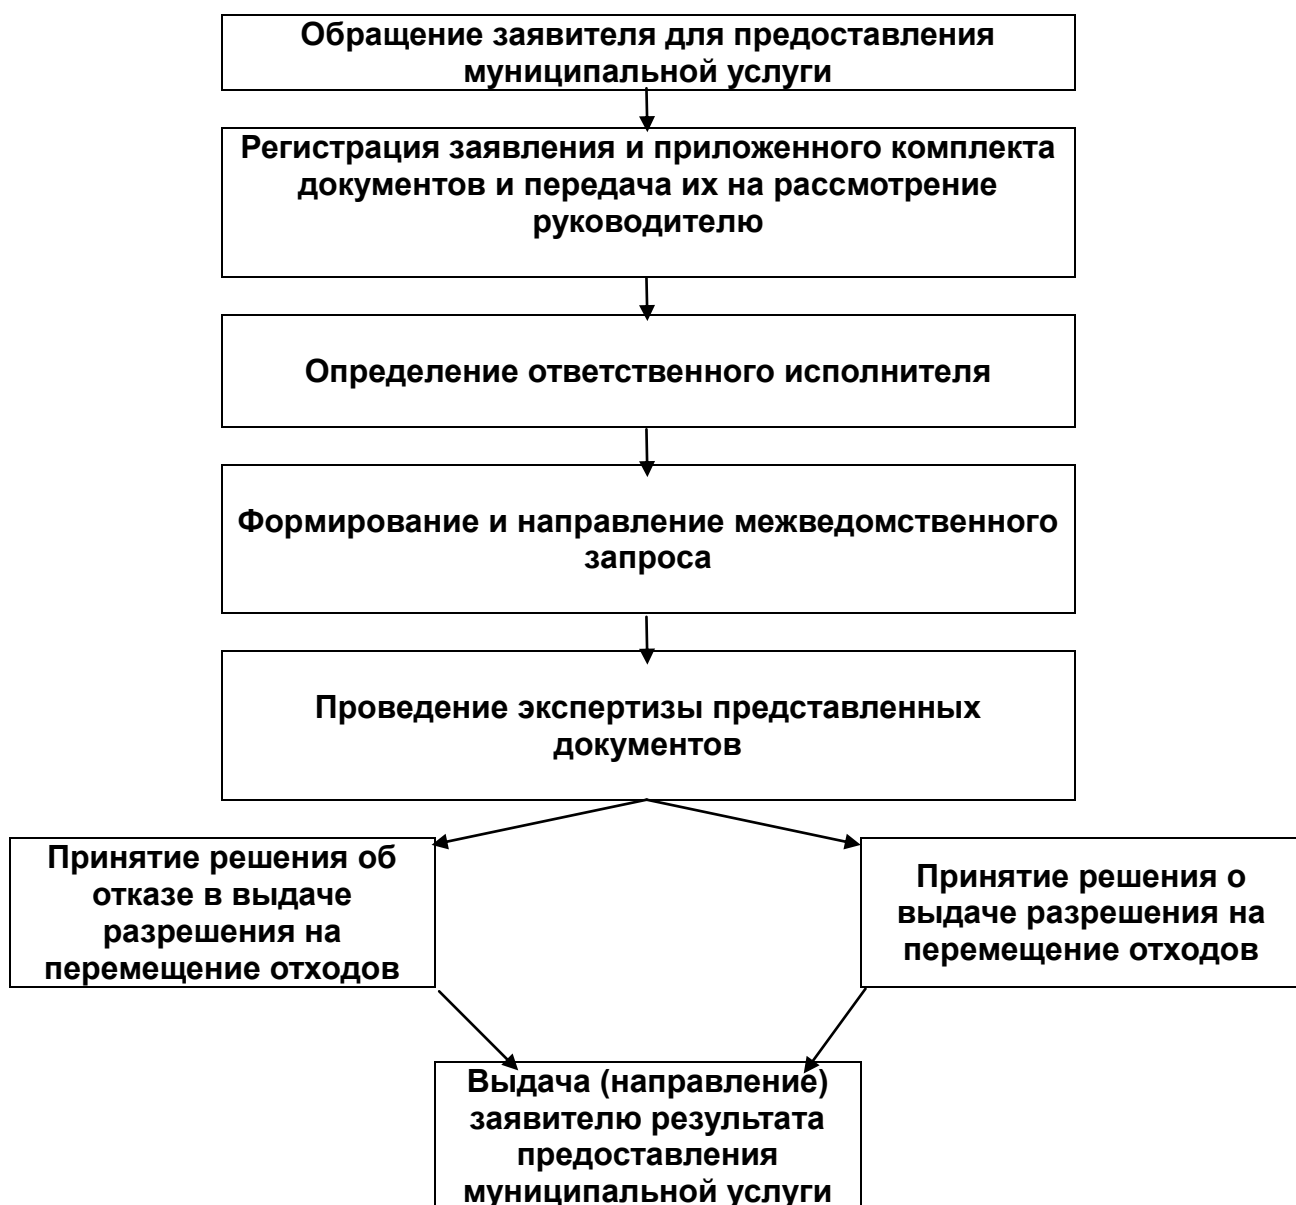 Обращение заявителя для предоставления
муниципальной услуги
Регистрация заявления и приложенного комплекта
документов и передача их на рассмотрение
руководителю
Определение ответственного исполнителя
Формирование и направление межведомственного
запроса
Проведение экспертизы представленных
документов
Принятие решения об
отказе в выдаче
разрешения на
перемещение отходов
Принятие решения о
выдаче разрешения на
перемещение отходов
Выдача (направление)
заявителю результата
предоставления
муниципальной услуги